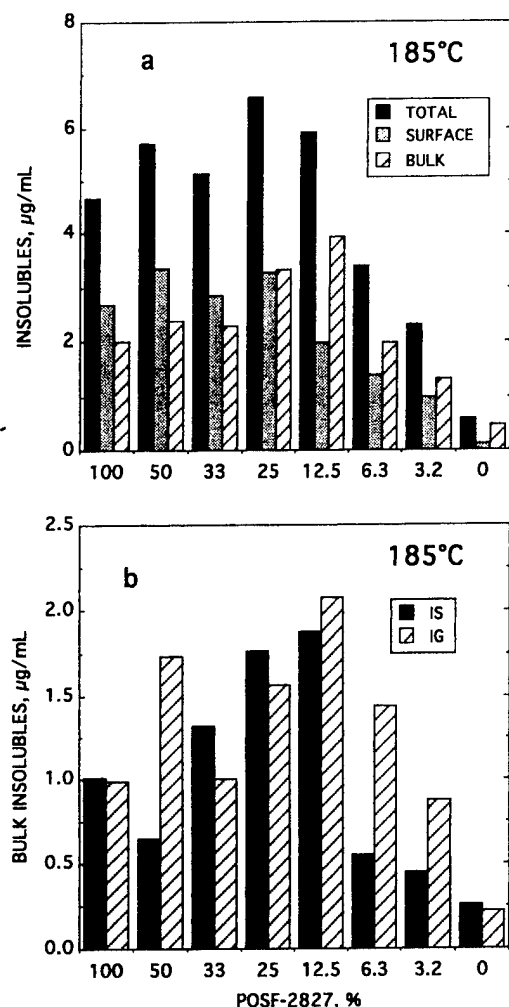 a
185°C
TOTAL
SURFACE
BULK
INSOLUBLES, µg/mL
8
6
4
2
0
100 50 33 25 12.5 6.3 3.2 0
b
185°C
IS
IG
BULK INSOLUBLES, µg/mL
2.5
2.0
1.5
1.0
0.5
0.0
100 50 33 25 12.5 6.3 3.2 0
POSF-2827, %